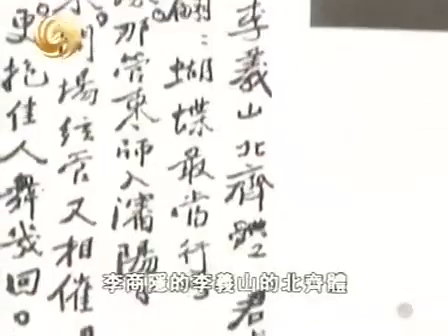 李義山北齊體君
蝴蝶最當行
那管東師入瀋陽
場絃管又相催
更抱佳人舞幾回
李商隱的李義山的北齊體